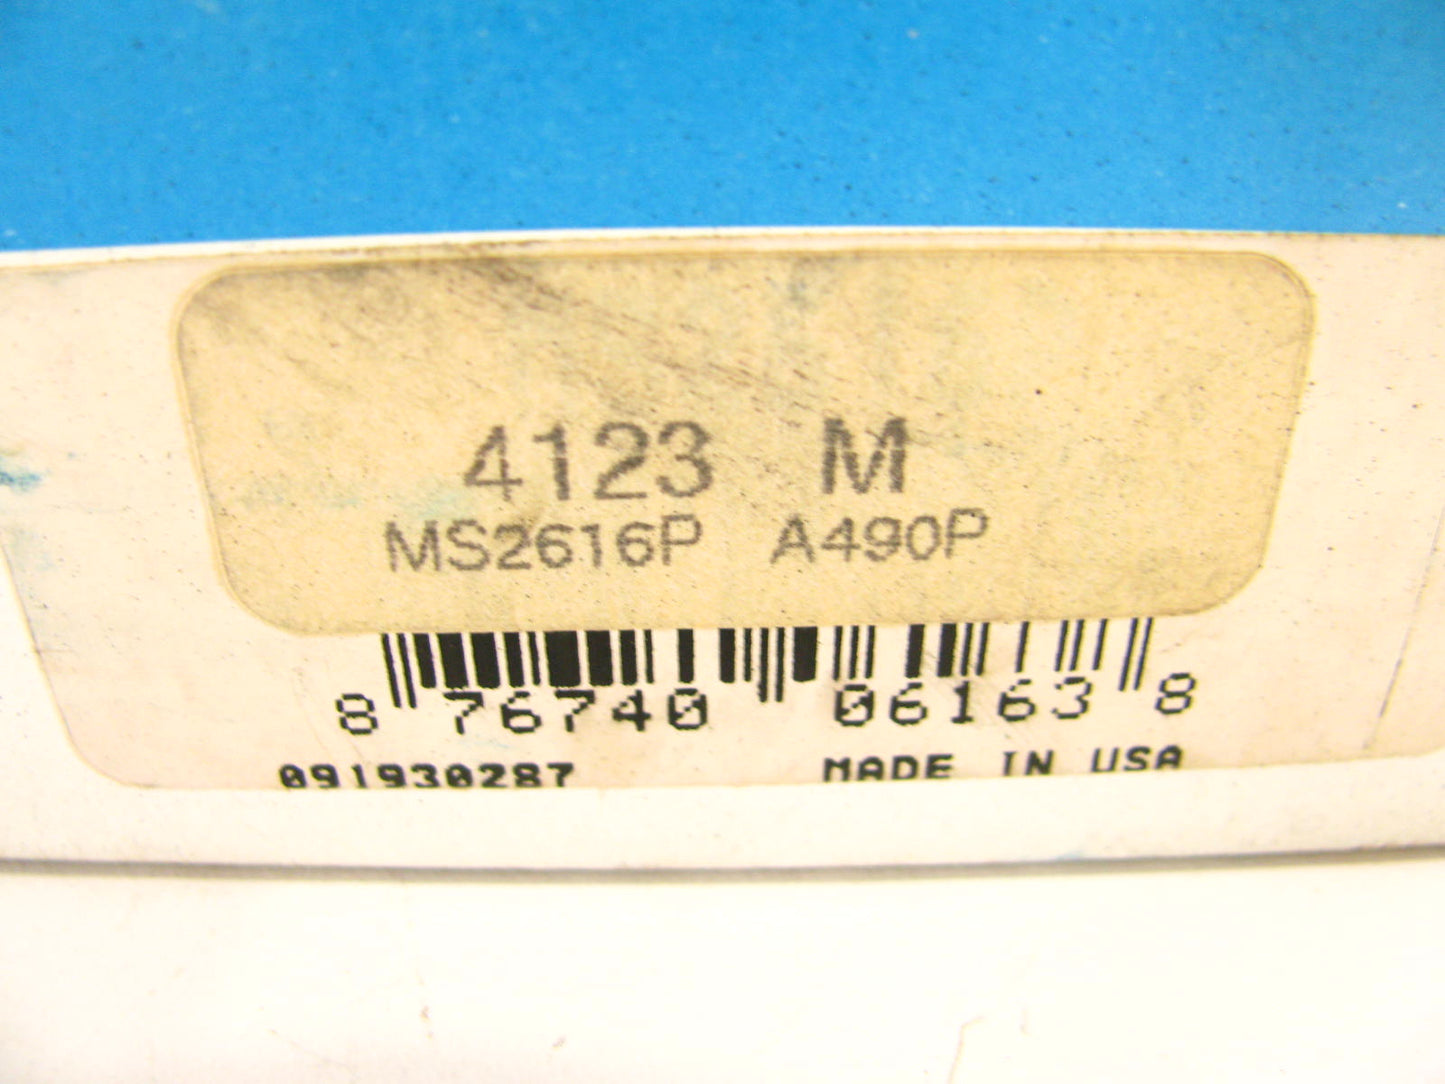 4123 M
MS2616P A490P
8 76740 06163 8
091930287 MADE IN USA